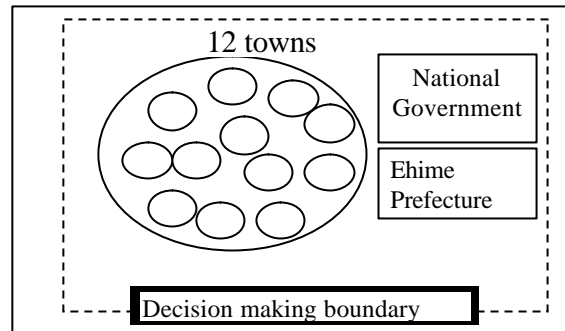 12 towns
National
Government
Ehime
Prefecture
Decision making boundary